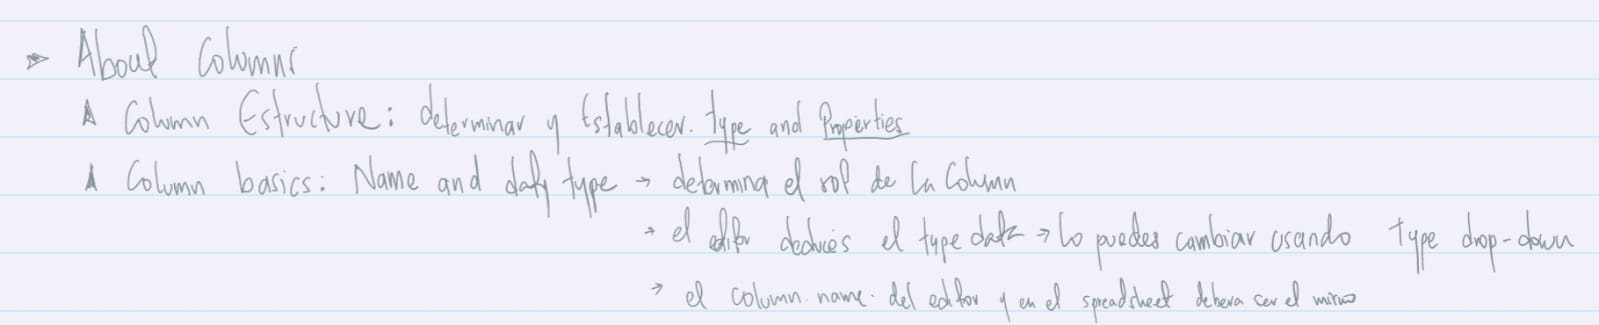 ➤ About Columns
▲ Column Estructure: determinar y Establecer. type and Properties
▲ Column basics: Name and data type → determina el rol de la Column
→ el editor deduces el type data → lo puedes cambiar usando type drop-down
→ el column.name. del editor y en el spreadsheet debera ser el mismo